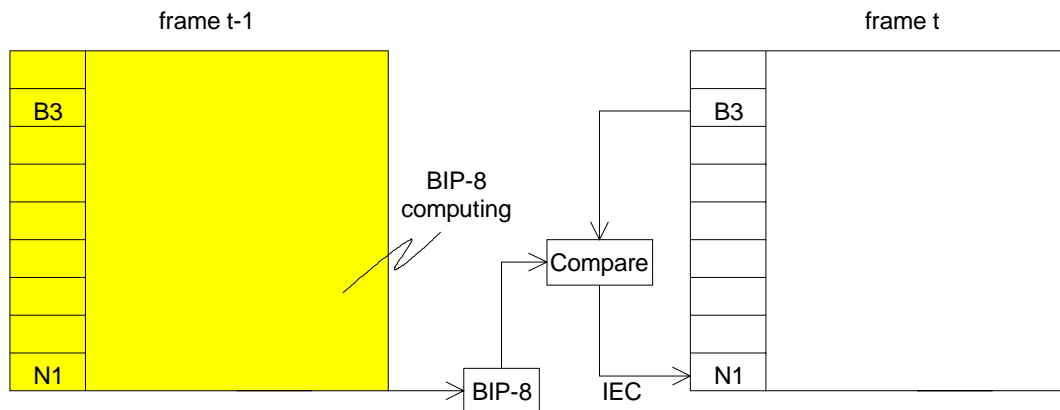 frame t-1
frame t
B3
B3
BIP-8
computing
Compare
N1
BIP-8
IEC
N1